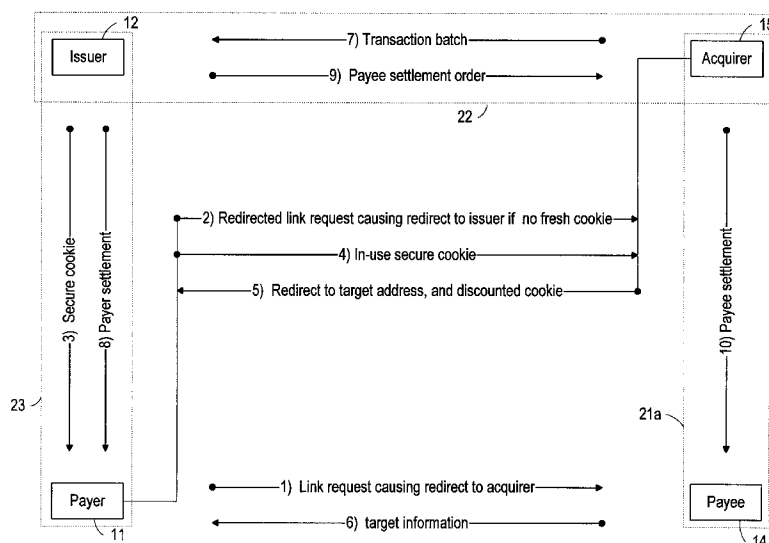 12
15
Issuer
7) Transaction batch
Acquirer
9) Payee settlement order
22
2) Redirected link request causing redirect to issuer if no fresh cookie
4) In-use secure cookie
5) Redirect to target address, and discounted cookie
3) Secure cookie
8) Payer settlement
10) Payee settlement
23
21a
Payer
1) Link request causing redirect to acquirer
Payee
6) target information
11
14